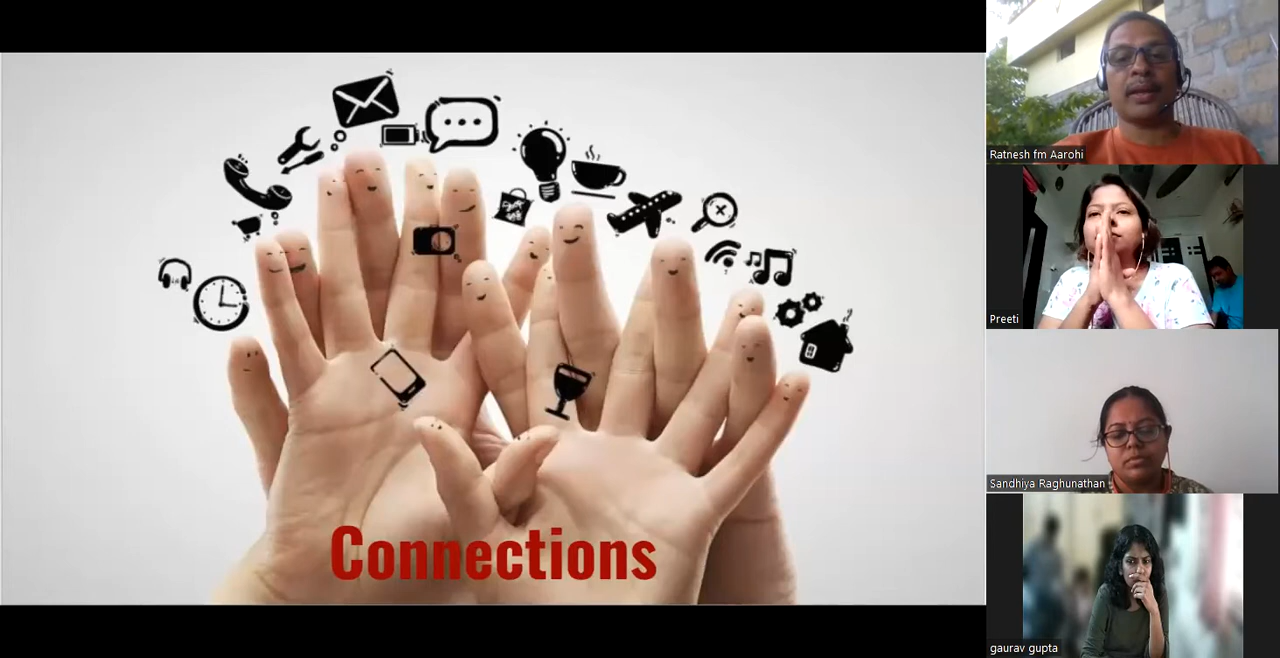 Connections
Ratnesh fm Aarohi
Preeti
Sandhiya Raghunathan
gaurav gupta